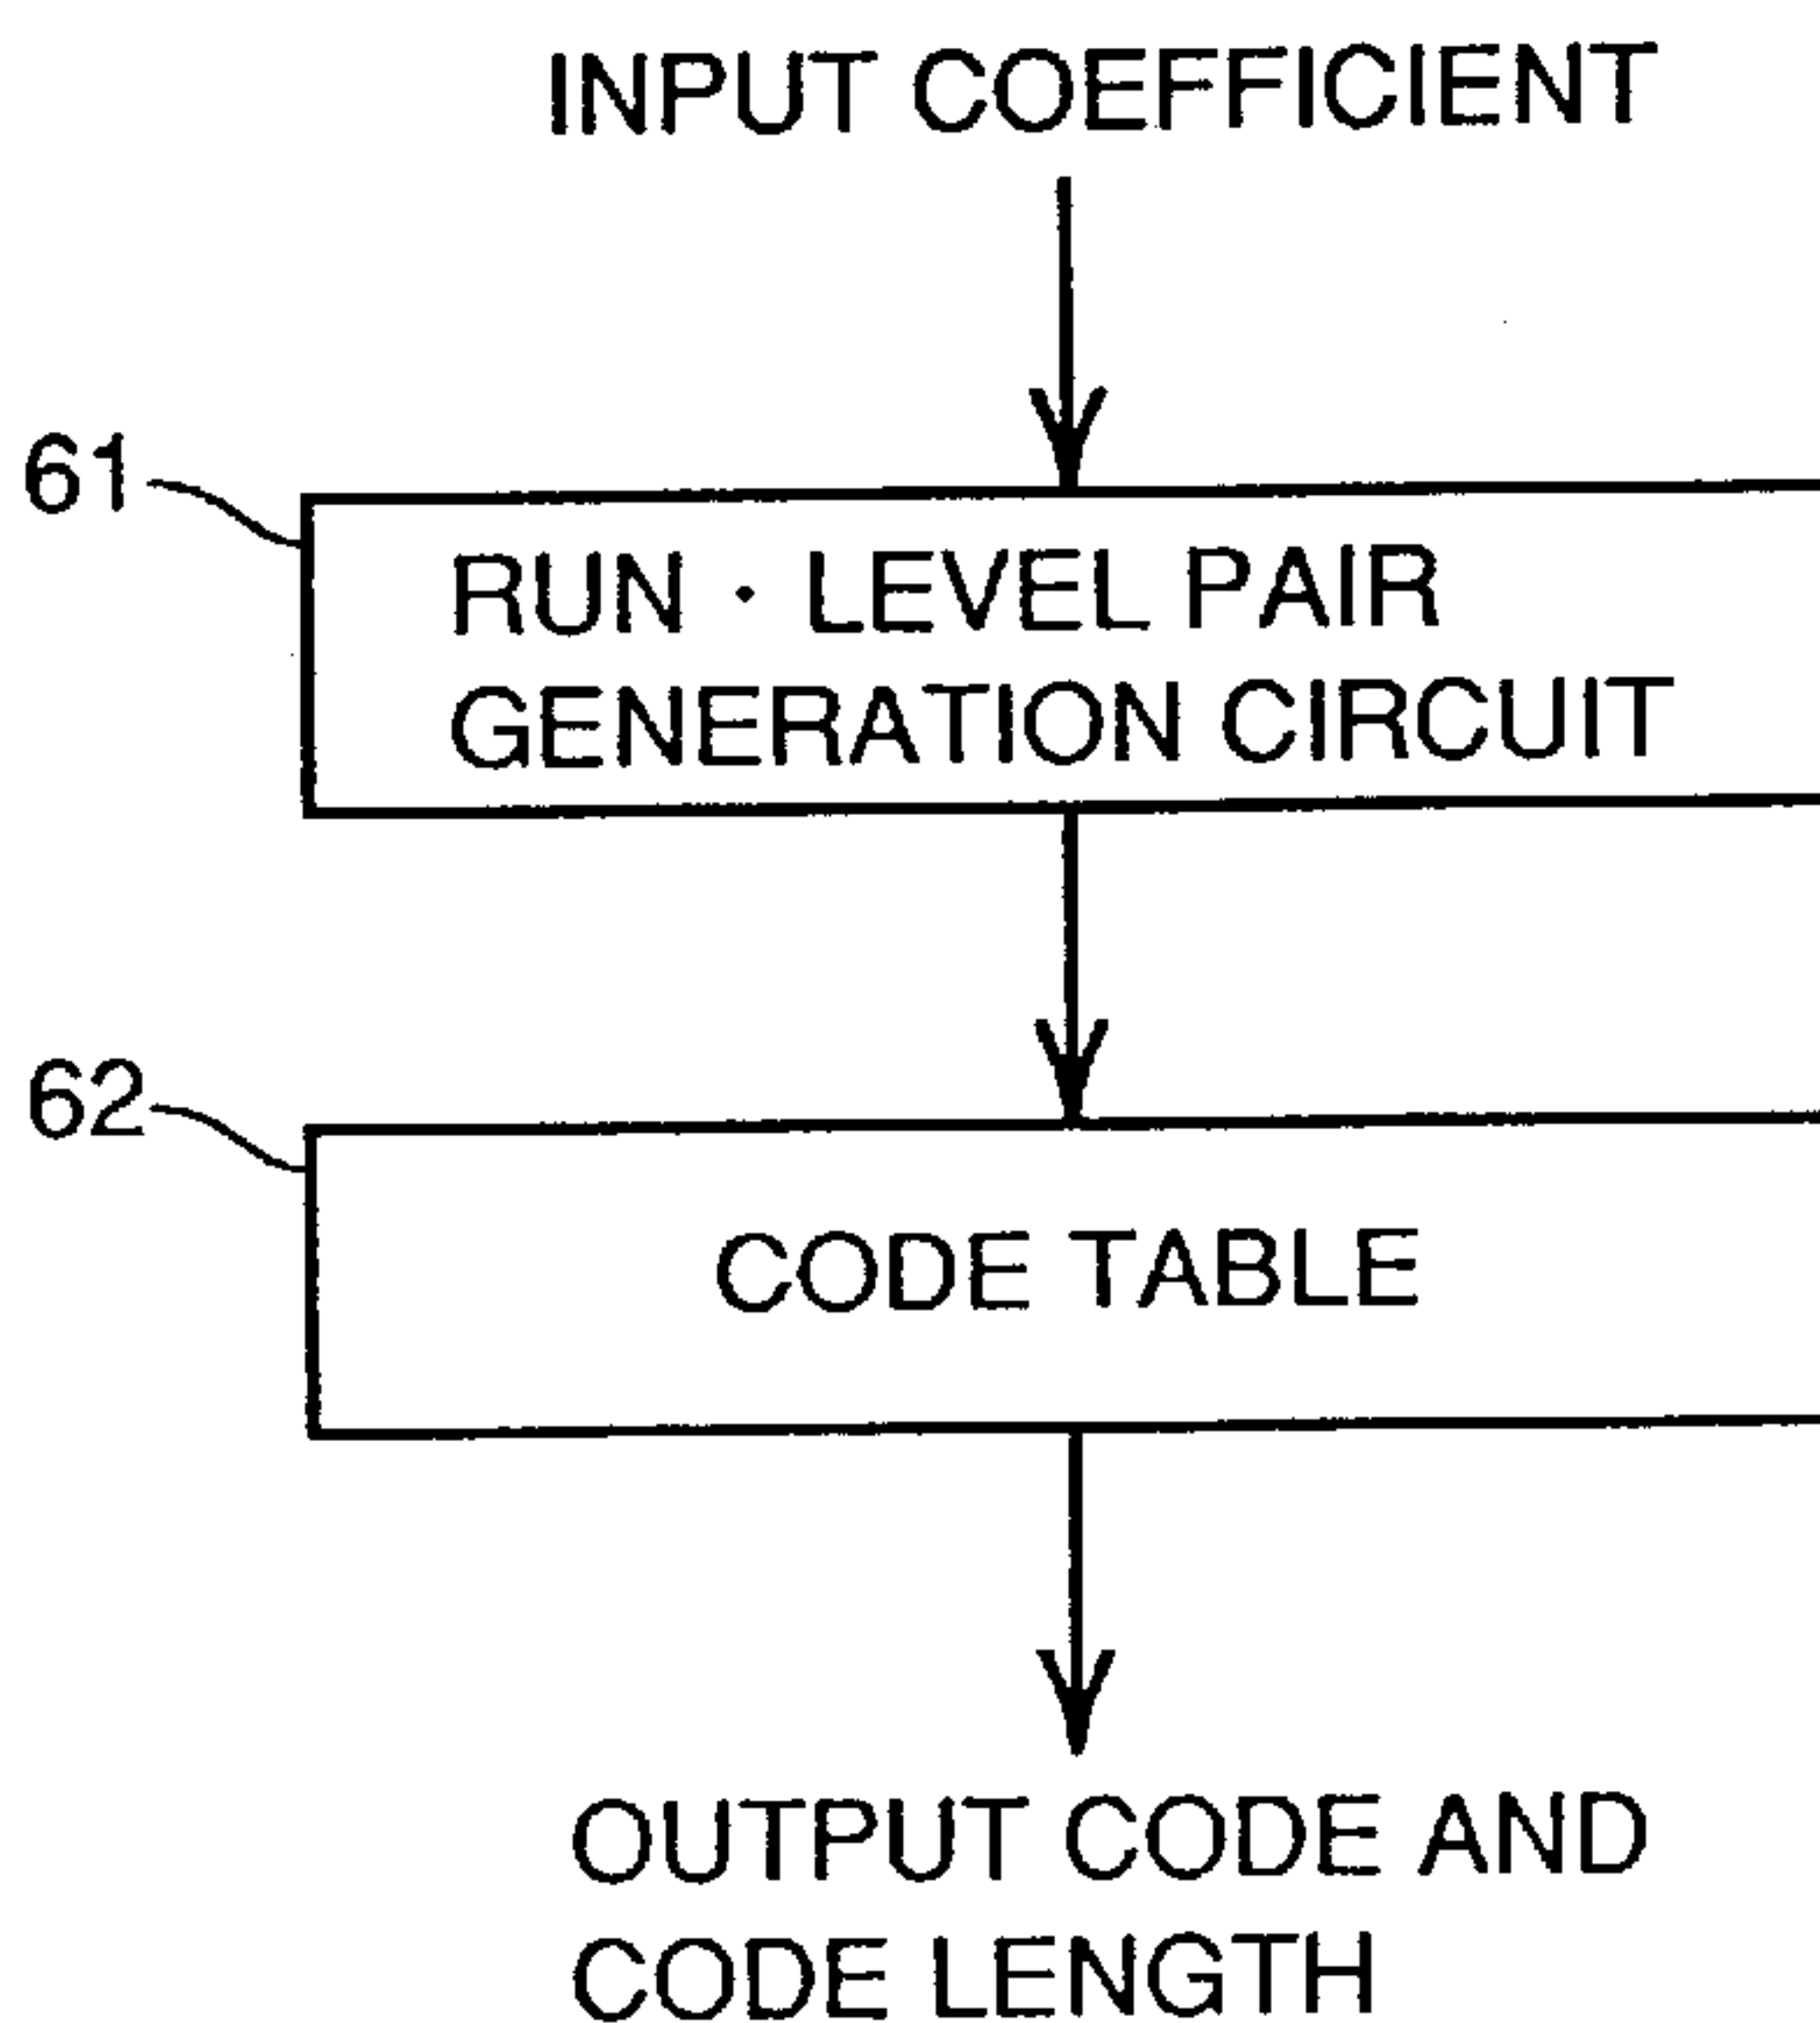 INPUT COEFFICIENT
61
RUN · LEVEL PAIR
GENERATION CIRCUIT
62
CODE TABLE
OUTPUT CODE AND
CODE LENGTH